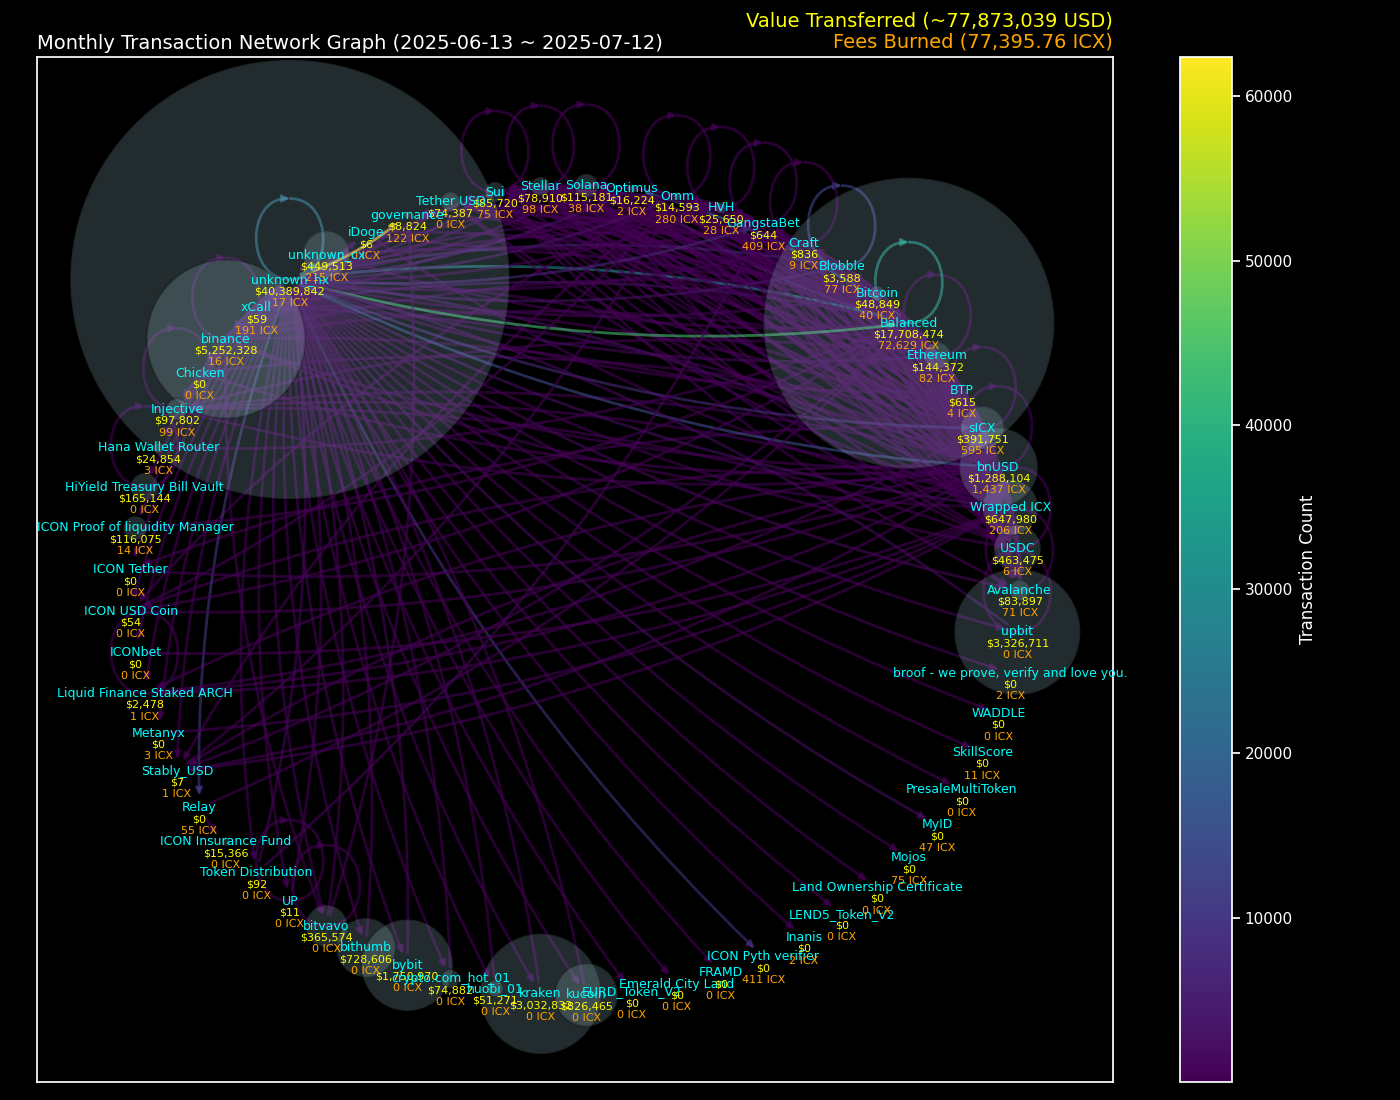 Value Transferred (~77,873,039 USD)
Monthly Transaction Network Graph (2025-06-13 ~ 2025-07-12)
Fees Burned (77,395.76 ICX)
Sui
$85,720
75 ICX
Stellar
$78,910
98 ICX
Solana
$115,181
38 ICX
Optimus
$16,224
2 ICX
Omm
$14,593
280 ICX
HVH
$25,650
28 ICX
GangstaBet
$644
409 ICX
Craft
$836
9 ICX
Blobble
$3,588
77 ICX
Bitcoin
$48,849
40 ICX
Balanced
$17,708,474
72,629 ICX
Ethereum
$144,372
82 ICX
BTP
$615
4 ICX
sICX
$391,751
595 ICX
bnUSD
$1,288,104
1,437 ICX
Wrapped ICX
$647,980
206 ICX
USDC
$463,475
6 ICX
Avalanche
$83,897
71 ICX
upbit
$3,326,711
0 ICX
broof - we prove, verify and love you.
$0
2 ICX
WADDLE
$0
0 ICX
SkillScore
$0
11 ICX
PresaleMultiToken
$0
0 ICX
MyID
$0
47 ICX
Mojos
$0
75 ICX
Land Ownership Certificate
$0
0 ICX
LEND5_Token_V2
$0
0 ICX
Inanis
$0
2 ICX
ICON Pyth verifier
$0
411 ICX
FRAMD
$0
0 ICX
Emerald City Land
$0
0 ICX
$0
0 ICX
kucoin
$826,465
0 ICX
kraken
0 ICX
huobi_01
$51,271
0 ICX
crypto.com_hot_01
$74,882
0 ICX
bybit
$1,750,970
0 ICX
bithumb
$728,606
0 ICX
bitvavo
$365,574
0 ICX
UP
$11
0 ICX
Token Distribution
$92
0 ICX
ICON Insurance Fund
$15,366
0 ICX
Relay
$0
55 ICX
Stably_USD
$7
1 ICX
Metanyx
$0
3 ICX
Liquid Finance Staked ARCH
$2,478
1 ICX
ICONbet
$0
0 ICX
ICON USD Coin
$54
0 ICX
ICON Tether
$0
0 ICX
ICON Proof of liquidity Manager
$116,075
14 ICX
HiYield Treasury Bill Vault
$165,144
0 ICX
Hana Wallet Router
$24,854
3 ICX
Injective
$97,802
99 ICX
Chicken
$0
0 ICX
binance
$5,252,328
16 ICX
xCall
$59
191 ICX
$40,389,842
17 ICX
$449,513
215 ICX
iDoge
$6
ICX
governance
$8,824
122 ICX
Tether USD
$74,387
0 ICX
60000
50000
40000
30000
20000
10000
Transaction Count